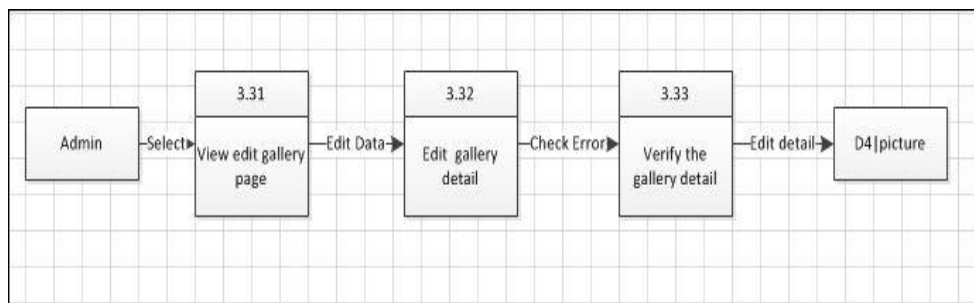 3.31
3.32
3.33
Admin
Select
View edit gallery
page
Edit Data
Edit gallery
detail
Check Error
Verify the
gallery detail
Edit detail
D4|picture